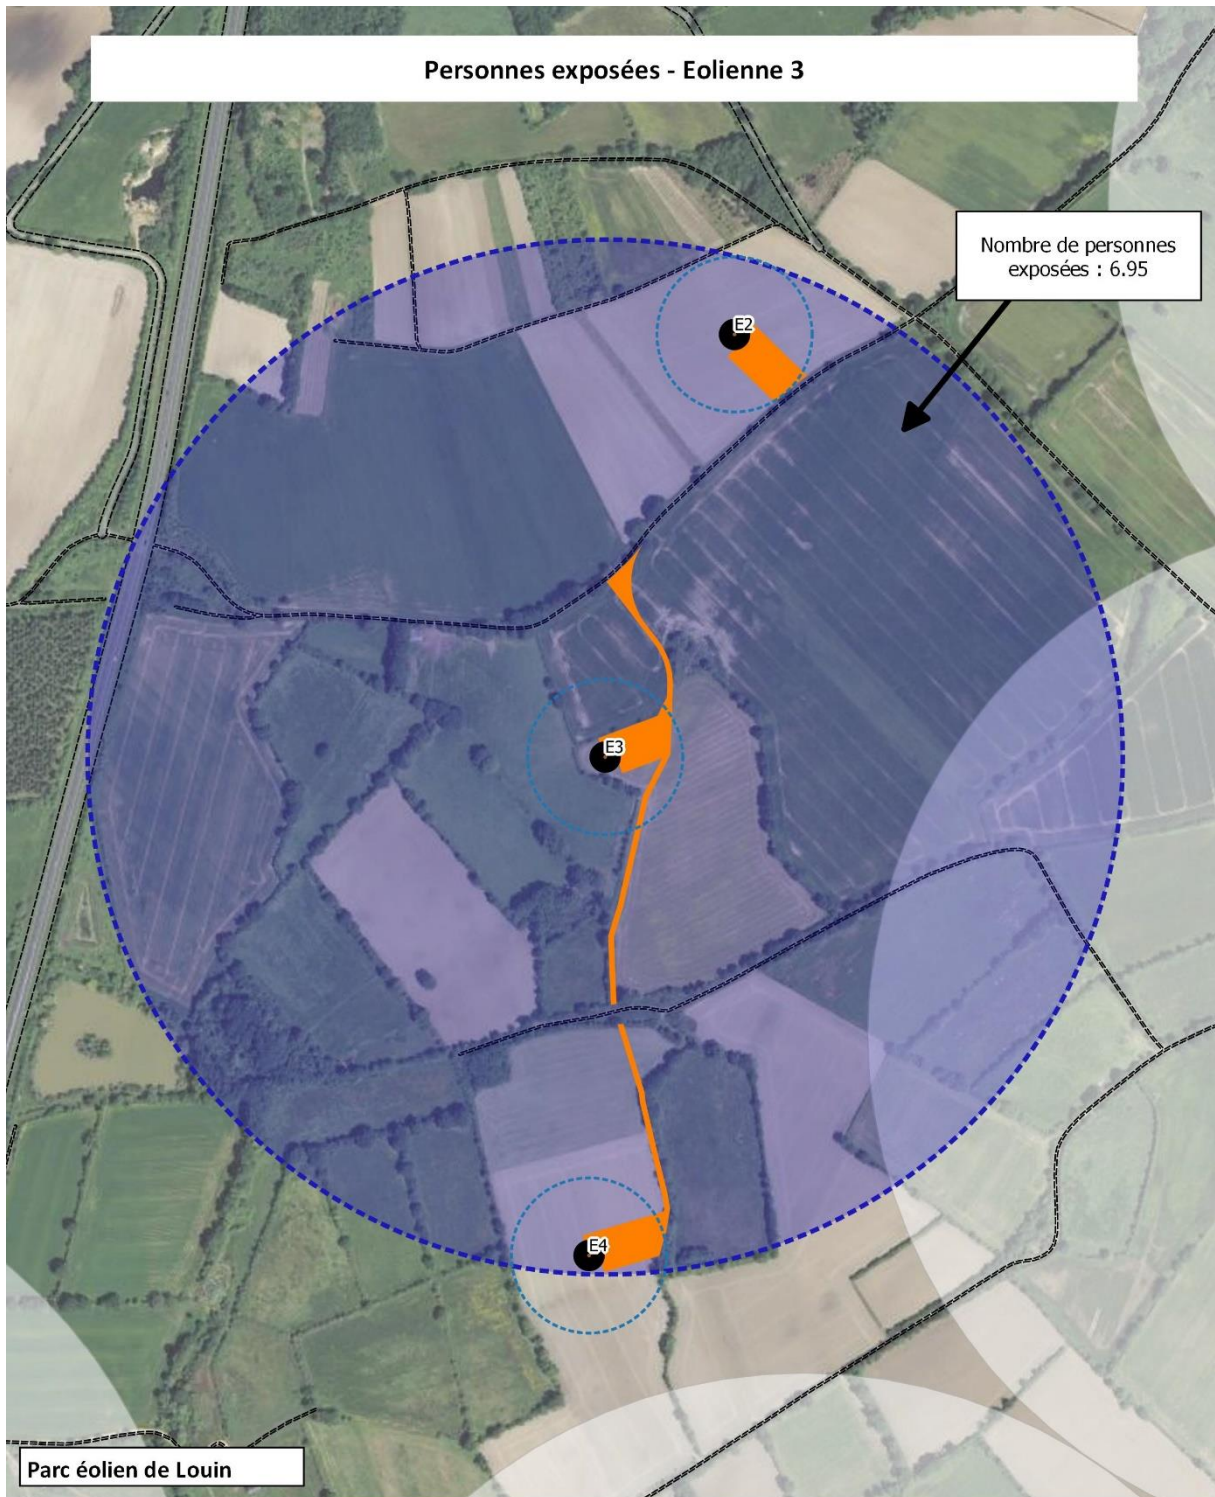 Personnes exposées - Eolienne 3
Nombre de personnes
exposées : 6.95
E2
E3
E4
Parc éolien de Louin